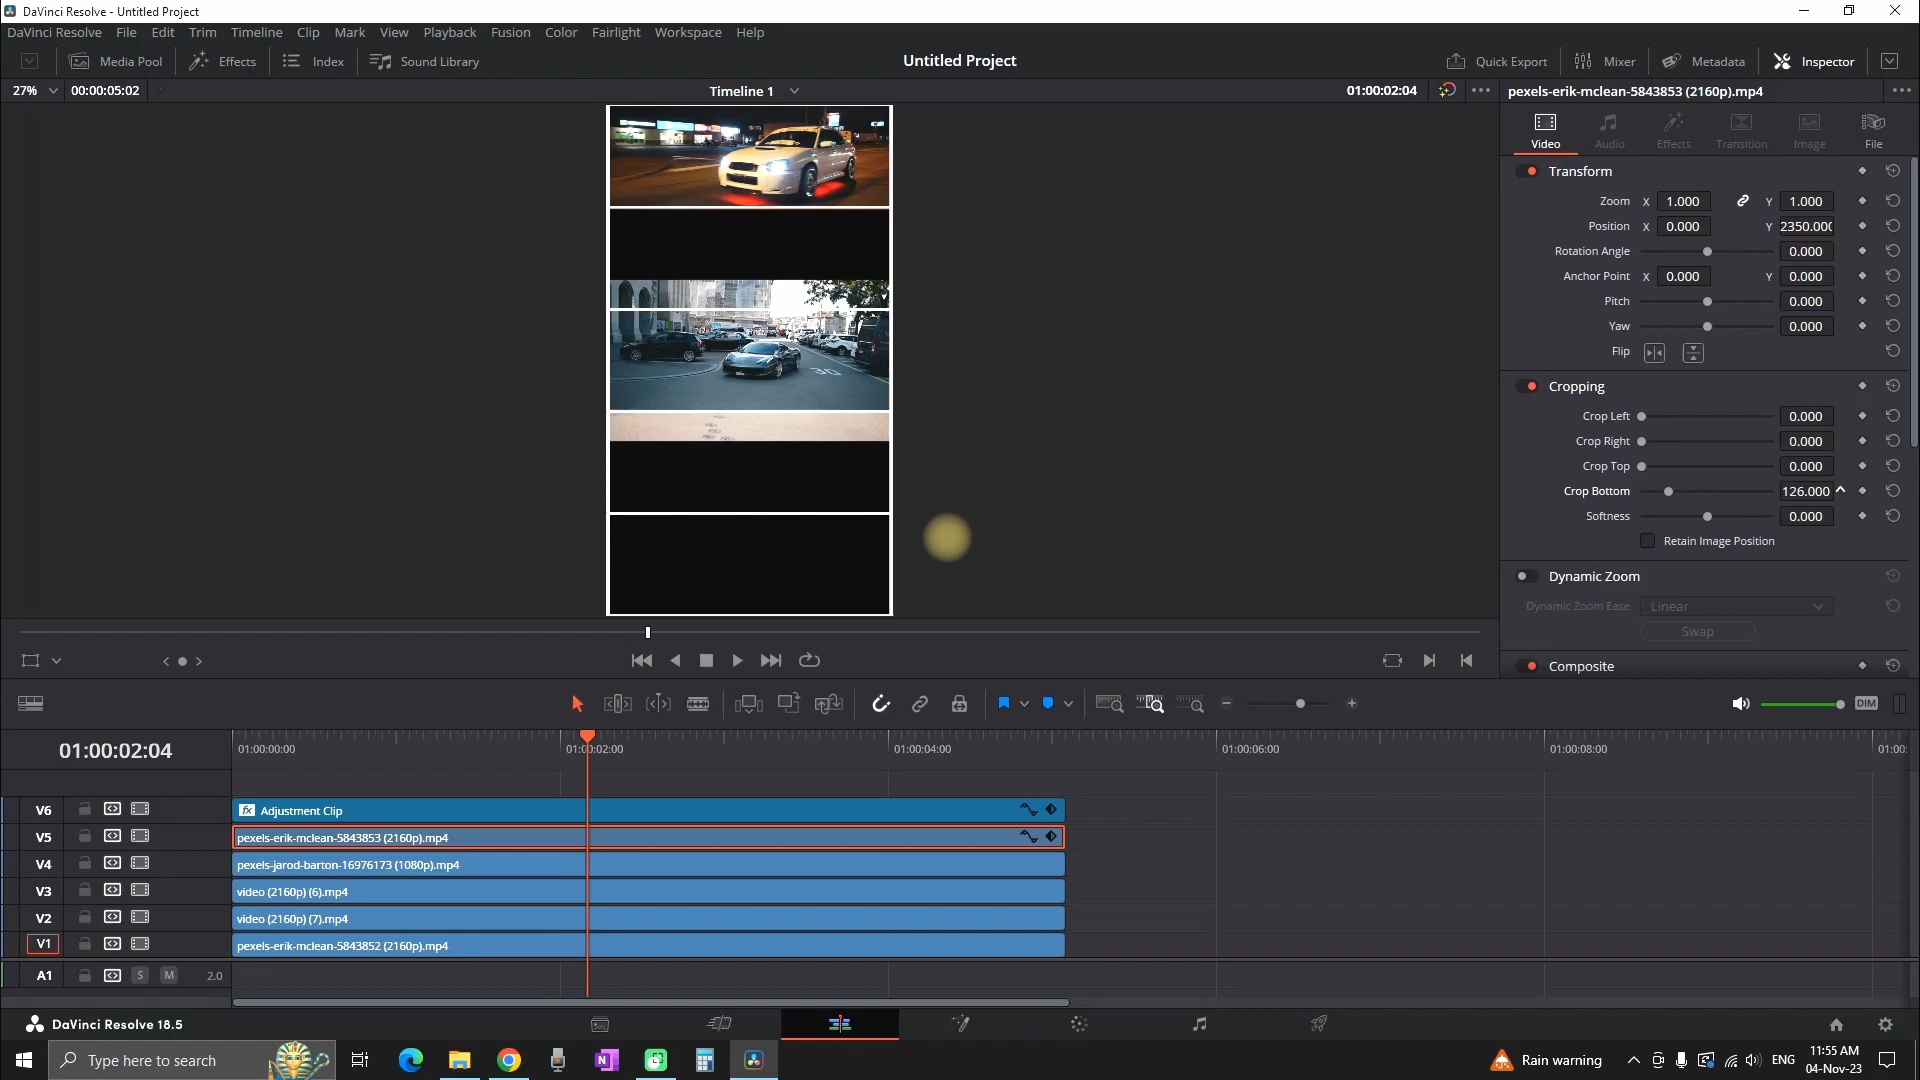 DaVinci Resolve - Untitled Project
DaVinci Resolve File Edit Trim Timeline Clip Mark View Playback Fusion Color Fairlight Workspace Help
Media Pool Effects Index Sound Library Untitled Project Quick Export Mixer Metadata Inspector
27% 00:00:05:02 Timeline 1 01:00:02:04 pexels-erik-mclean-5843853 (2160p).mp4
Video Audio Effects Transition Image File
Transform
Zoom X 1.000 Y 1.000
Position X 0.000 Y 2350.000
Rotation Angle 0.000
Anchor Point X 0.000 Y 0.000
Pitch 0.000
Yaw 0.000
Flip
Cropping
Crop Left 0.000
Crop Right 0.000
Crop Top 0.000
Crop Bottom 126.000
Softness 0.000
Retain Image Position
Dynamic Zoom
Dynamic Zoom Ease Linear
Swap
Composite
30
DIM
01:00:02:04 01:00:00:00 01:00:02:00 01:00:04:00 01:00:06:00 01:00:08:00 01:00:
V6 fx Adjustment Clip
V5 pexels-erik-mclean-5843853 (2160p).mp4
V4 pexels-jarod-barton-16976173 (1080p).mp4
V3 video (2160p) (6).mp4
V2 video (2160p) (7).mp4
V1 pexels-erik-mclean-5843852 (2160p).mp4
A1 S M 2.0
DaVinci Resolve 18.5
Type here to search N Rain warning ENG 11:55 AM
04-Nov-23